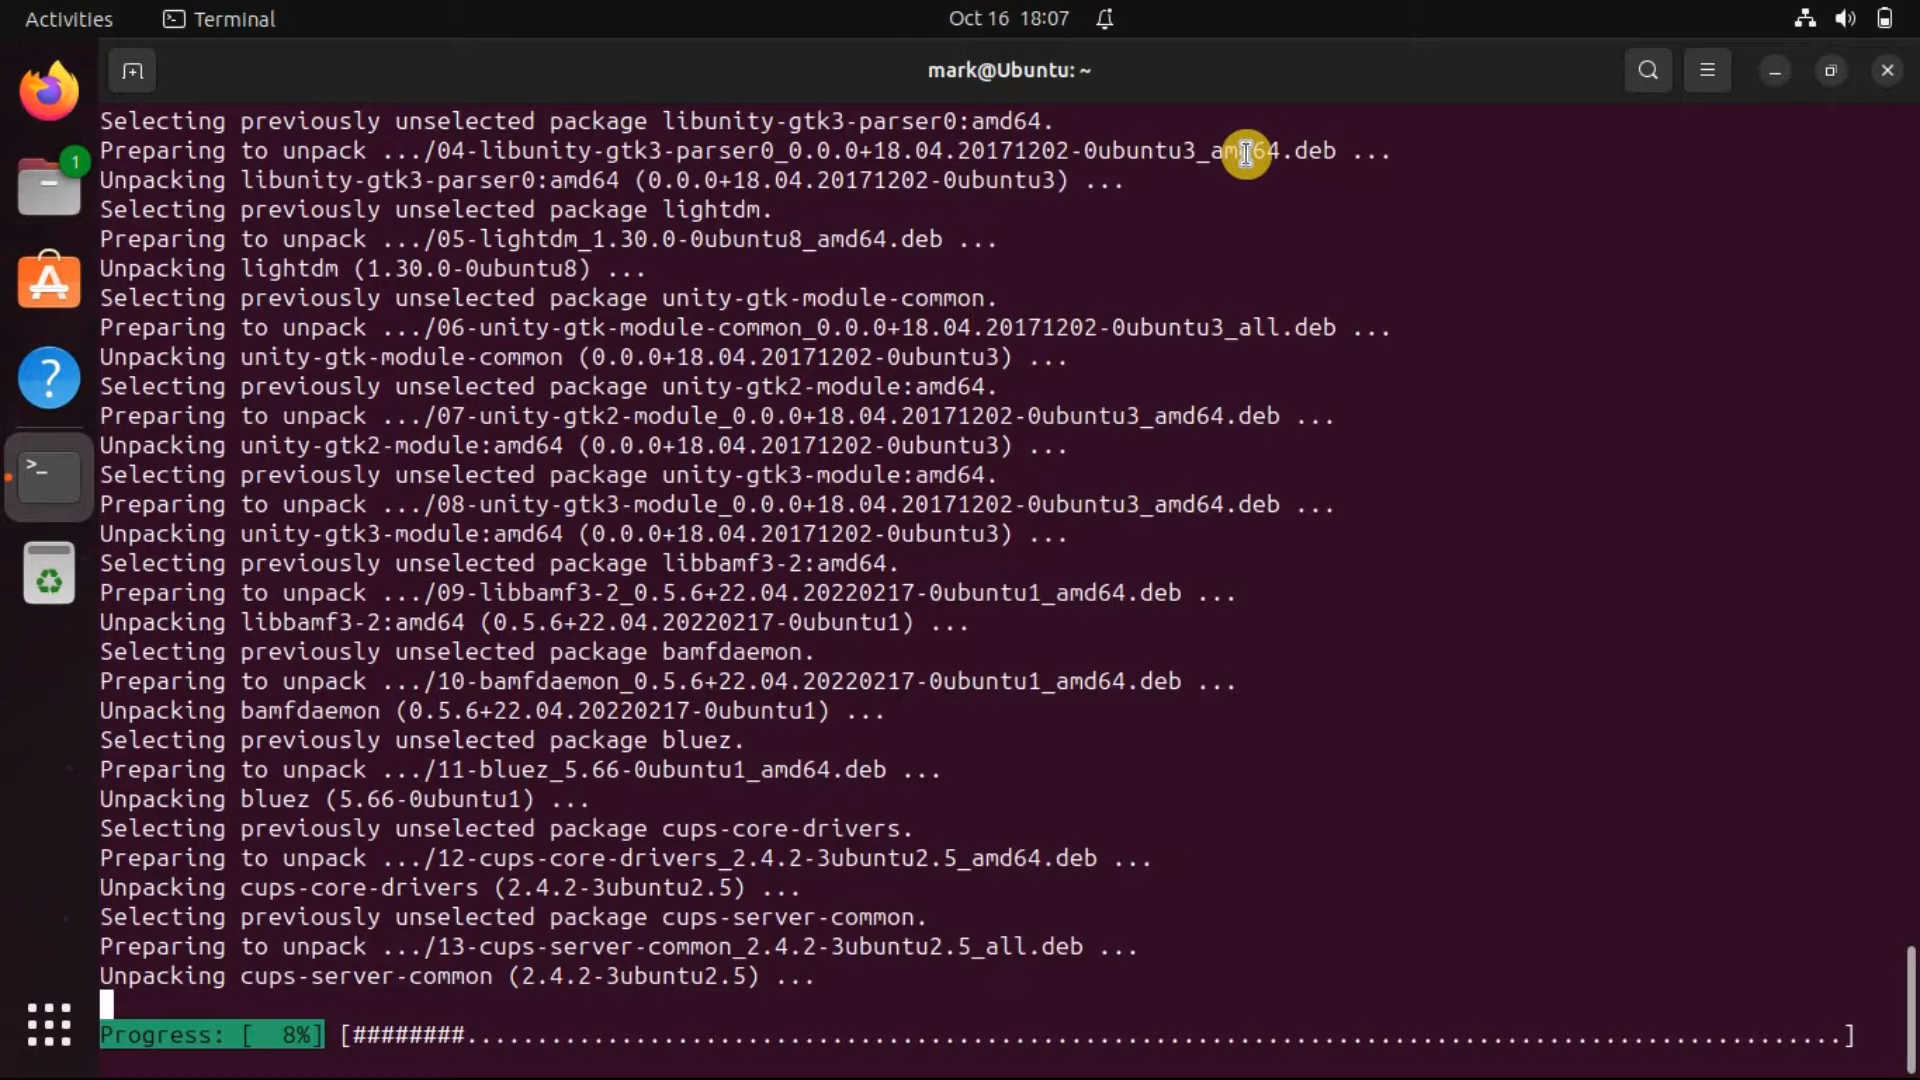 Activities
Terminal
Oct 16 18:07
mark@Ubuntu: ~
1
Selecting previously unselected package libunity-gtk3-parser0:amd64.
Preparing to unpack .../04-libunity-gtk3-parser0_0.0.0+18.04.20171202-0ubuntu3_amd64.deb ...
Unpacking libunity-gtk3-parser0:amd64 (0.0.0+18.04.20171202-0ubuntu3) ...
Selecting previously unselected package lightdm.
Preparing to unpack .../05-lightdm_1.30.0-0ubuntu8_amd64.deb ...
Unpacking lightdm (1.30.0-0ubuntu8) ...
Selecting previously unselected package unity-gtk-module-common.
Preparing to unpack .../06-unity-gtk-module-common_0.0.0+18.04.20171202-0ubuntu3_all.deb ...
Unpacking unity-gtk-module-common (0.0.0+18.04.20171202-0ubuntu3) ...
Selecting previously unselected package unity-gtk2-module:amd64.
Preparing to unpack .../07-unity-gtk2-module_0.0.0+18.04.20171202-0ubuntu3_amd64.deb ...
Unpacking unity-gtk2-module:amd64 (0.0.0+18.04.20171202-0ubuntu3) ...
Selecting previously unselected package unity-gtk3-module:amd64.
Preparing to unpack .../08-unity-gtk3-module_0.0.0+18.04.20171202-0ubuntu3_amd64.deb ...
Unpacking unity-gtk3-module:amd64 (0.0.0+18.04.20171202-0ubuntu3) ...
Selecting previously unselected package libbamf3-2:amd64.
Preparing to unpack .../09-libbamf3-2_0.5.6+22.04.20220217-0ubuntu1_amd64.deb ...
Unpacking libbamf3-2:amd64 (0.5.6+22.04.20220217-0ubuntu1) ...
Selecting previously unselected package bamfdaemon.
Preparing to unpack .../10-bamfdaemon_0.5.6+22.04.20220217-0ubuntu1_amd64.deb ...
Unpacking bamfdaemon (0.5.6+22.04.20220217-0ubuntu1) ...
Selecting previously unselected package bluez.
Preparing to unpack .../11-bluez_5.66-0ubuntu1_amd64.deb ...
Unpacking bluez (5.66-0ubuntu1) ...
Selecting previously unselected package cups-core-drivers.
Preparing to unpack .../12-cups-core-drivers_2.4.2-3ubuntu2.5_amd64.deb ...
Unpacking cups-core-drivers (2.4.2-3ubuntu2.5) ...
Selecting previously unselected package cups-server-common.
Preparing to unpack .../13-cups-server-common_2.4.2-3ubuntu2.5_all.deb ...
Unpacking cups-server-common (2.4.2-3ubuntu2.5) ...
Progress: [  8%] [########..................................................................................................]